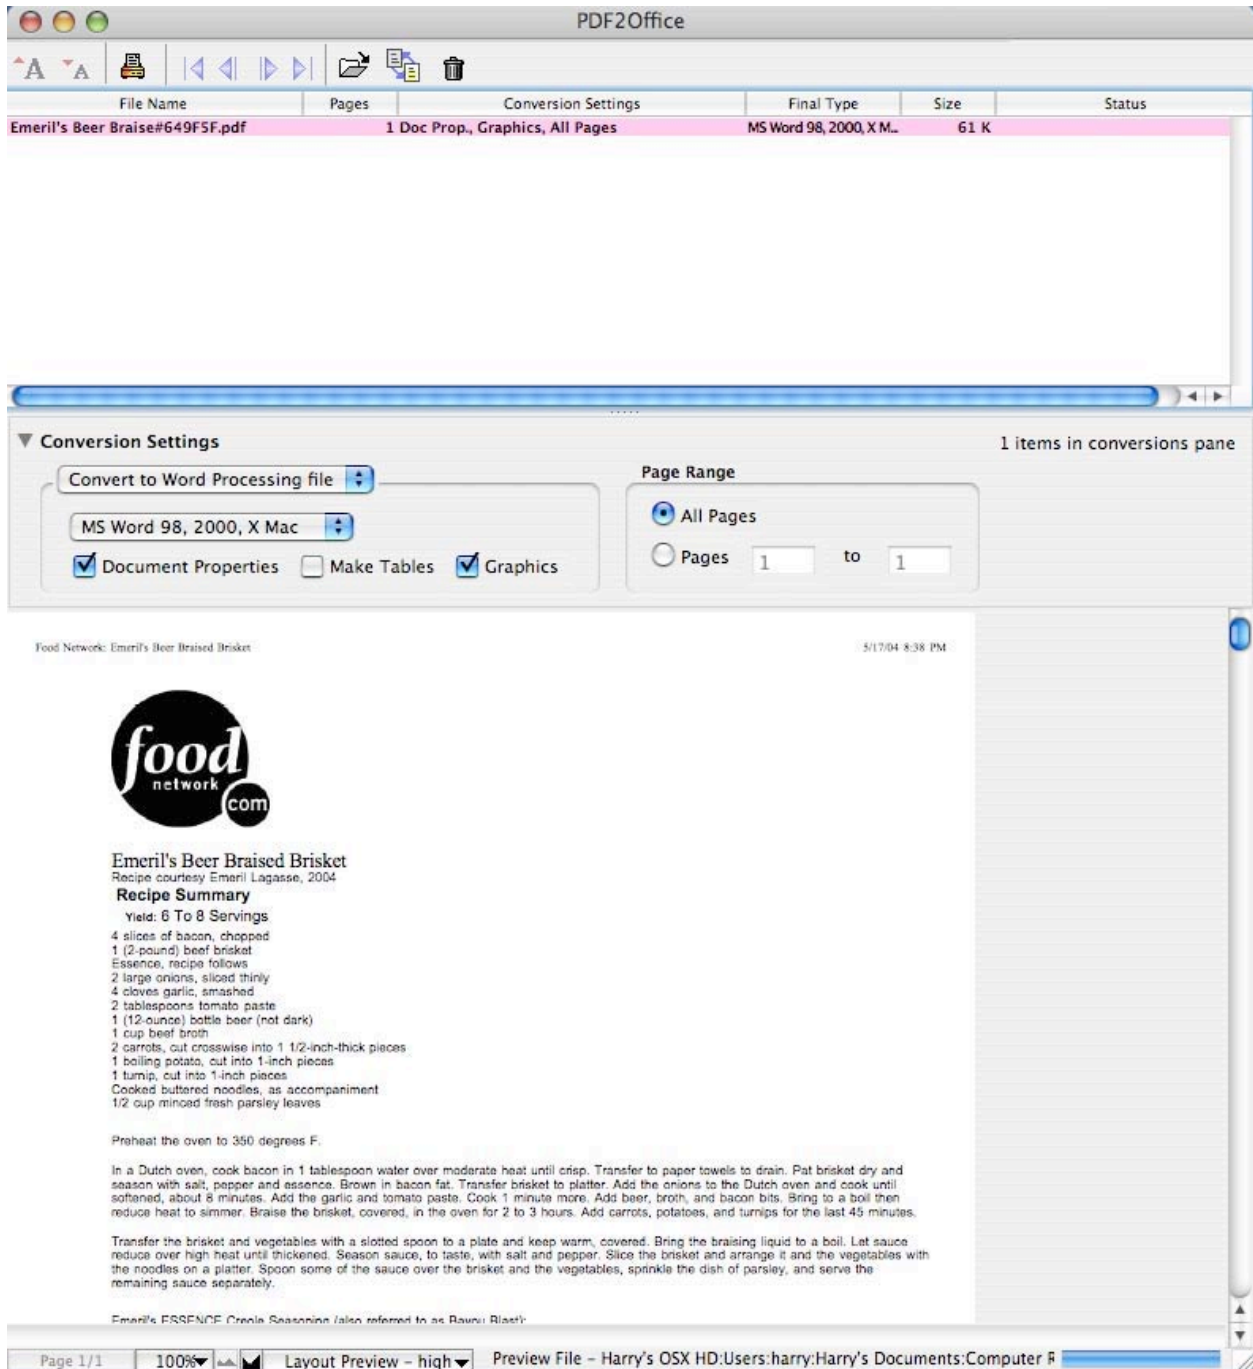 PDF2Office
A A
File Name Pages Conversion Settings Final Type Size Status
Emeril's Beer Braise#649F5F.pdf 1 Doc Prop., Graphics, All Pages MS Word 98, 2000, X M... 61 K
Conversion Settings
1 items in conversions pane
Convert to Word Processing file
Page Range
MS Word 98, 2000, X Mac
All Pages
Document Properties Make Tables Graphics
Pages 1 to 1
Food Network: Emeril's Beer Braised Brisket 5/17/04 8:38 PM
food
network
com
Emeril's Beer Braised Brisket
Recipe courtesy Emeril Lagasse, 2004
Recipe Summary
Yield: 6 To 8 Servings
4 slices of bacon, chopped
1 (2-pound) beef brisket
Essence, recipe follows
2 large onions, sliced thinly
4 cloves garlic, smashed
2 tablespoons tomato paste
1 (12-ounce) bottle beer (not dark)
1 cup beef broth
2 carrots, cut crosswise into 1 1/2-inch-thick pieces
1 boiling potato, cut into 1-inch pieces
1 turnip, cut into 1-inch pieces
Cooked buttered noodles, as accompaniment
1/2 cup minced fresh parsley leaves
Preheat the oven to 350 degrees F.
In a Dutch oven, cook bacon in 1 tablespoon water over moderate heat until crisp. Transfer to paper towels to drain. Pat brisket dry and
season with salt, pepper and essence. Brown in bacon fat. Transfer brisket to platter. Add the onions to the Dutch oven and cook until
softened, about 8 minutes. Add the garlic and tomato paste. Cook 1 minute more. Add beer, broth, and bacon bits. Bring to a boil then
reduce heat to simmer. Braise the brisket, covered, in the oven for 2 to 3 hours. Add carrots, potatoes, and turnips for the last 45 minutes.
Transfer the brisket and vegetables with a slotted spoon to a plate and keep warm, covered. Bring the braising liquid to a boil. Let sauce
reduce over high heat until thickened. Season sauce, to taste, with salt and pepper. Slice the brisket and arrange it and the vegetables with
the noodles on a platter. Spoon some of the sauce over the brisket and the vegetables, sprinkle the dish of parsley, and serve the
remaining sauce separately.
Emeril's ESSENCE Creole Seasoning (also referred to as Bayou Blast):
Page 1/1 100% Layout Preview - high Preview File - Harry's OSX HD:Users:harry:Harry's Documents:Computer